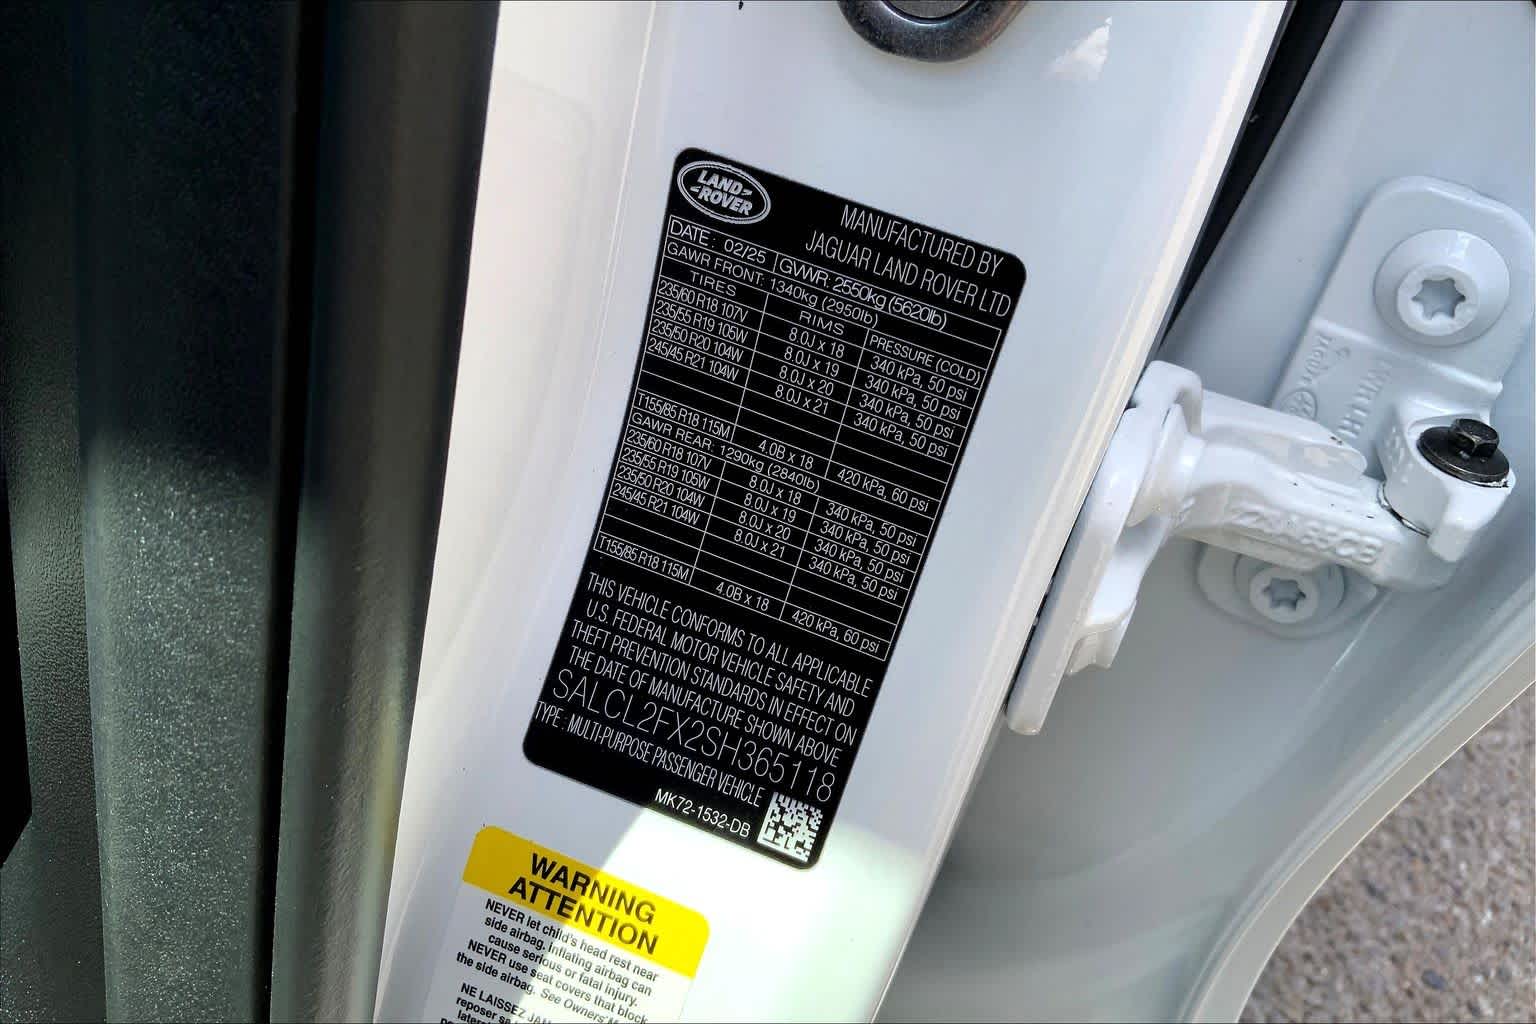 LAND
ROVER
MANUFACTURED BY
JAGUAR LAND ROVER LTD
DATE : 02/25 GVWR: 2550kg (5620lb)
GAWR FRONT: 1340kg (2950lb)
TIRES RIMS PRESSURE (COLD)
235/60 R18 107V 8.0J x 18 340 kPa, 50 psi
235/55 R19 105W 8.0J x 19 340 kPa, 50 psi
235/50 R20 104W 8.0J x 20 340 kPa, 50 psi
245/45 R21 104W 8.0J x 21 340 kPa, 50 psi
T155/85 R18 115M 4.0B x 18 420 kPa, 60 psi
GAWR REAR: 1290kg (2840lb)
235/60 R18 107V 8.0J x 18 340 kPa, 50 psi
235/55 R19 105W 8.0J x 19 340 kPa, 50 psi
235/50 R20 104W 8.0J x 20 340 kPa, 50 psi
245/45 R21 104W 8.0J x 21 340 kPa, 50 psi
T155/85 R18 115M 4.0B x 18 420 kPa, 60 psi
THIS VEHICLE CONFORMS TO ALL APPLICABLE
U.S. FEDERAL MOTOR VEHICLE SAFETY AND
THEFT PREVENTION STANDARDS IN EFFECT ON
THE DATE OF MANUFACTURE SHOWN ABOVE
SALCL2FX2SH365118
TYPE : MULTI-PURPOSE PASSENGER VEHICLE
MK72-1532-DB
WARNING
ATTENTION
NEVER let child's head rest near
side airbag. Inflating airbag can
cause serious or fatal injury.
NEVER use seat covers that block
the side airbag. See Owners'
NE LAISSEZ
reposer